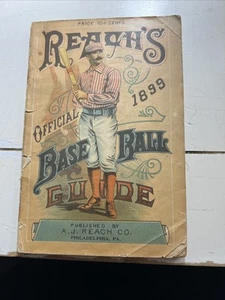 PRICE 10 CENTS
REACH'S
OFFICIAL
1899
BASE BALL
GUIDE
PUBLISHED BY
A.J. REACH CO.
PHILADELPHIA, PA.